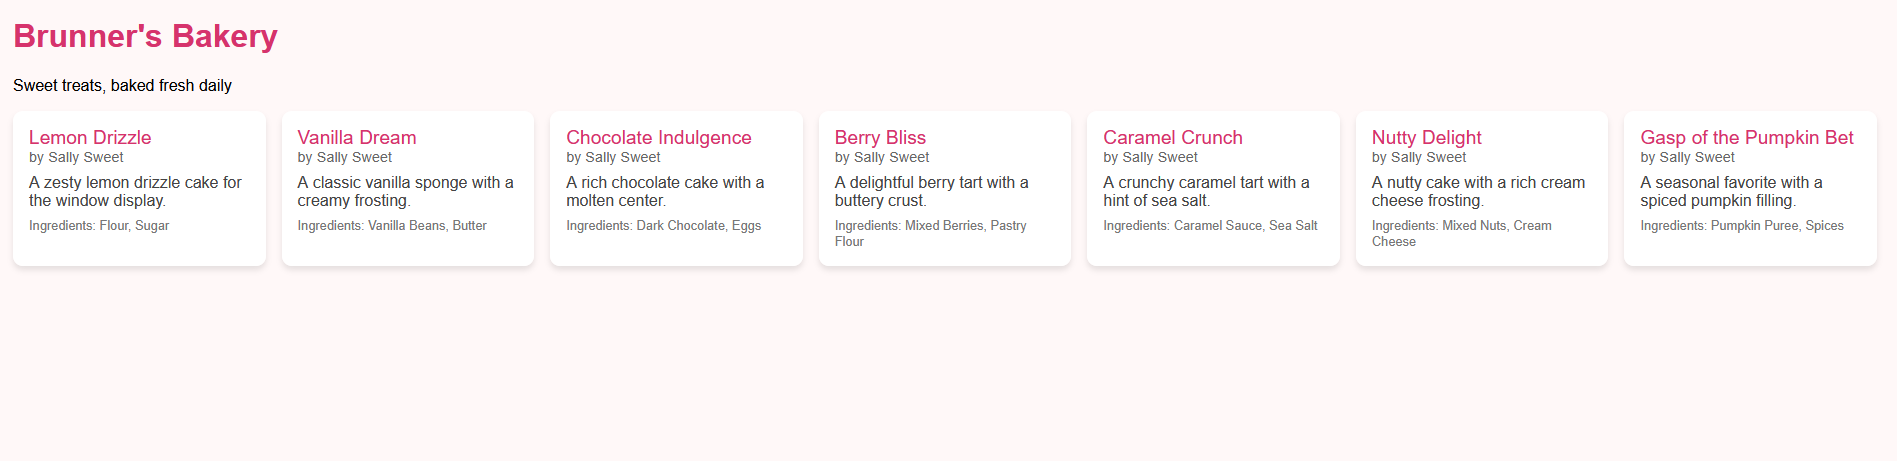 Brunner's Bakery
Sweet treats, baked fresh daily
Lemon Drizzle
by Sally Sweet
A zesty lemon drizzle cake for
the window display.
Ingredients: Flour, Sugar
Vanilla Dream
by Sally Sweet
A classic vanilla sponge with a
creamy frosting.
Ingredients: Vanilla Beans, Butter
Chocolate Indulgence
by Sally Sweet
A rich chocolate cake with a
molten center.
Ingredients: Dark Chocolate, Eggs
Berry Bliss
by Sally Sweet
A delightful berry tart with a
buttery crust.
Ingredients: Mixed Berries, Pastry
Flour
Caramel Crunch
by Sally Sweet
A crunchy caramel tart with a
hint of sea salt.
Ingredients: Caramel Sauce, Sea Salt
Nutty Delight
by Sally Sweet
A nutty cake with a rich cream
cheese frosting.
Ingredients: Mixed Nuts, Cream
Cheese
Gasp of the Pumpkin Bet
by Sally Sweet
A seasonal favorite with a
spiced pumpkin filling.
Ingredients: Pumpkin Puree, Spices